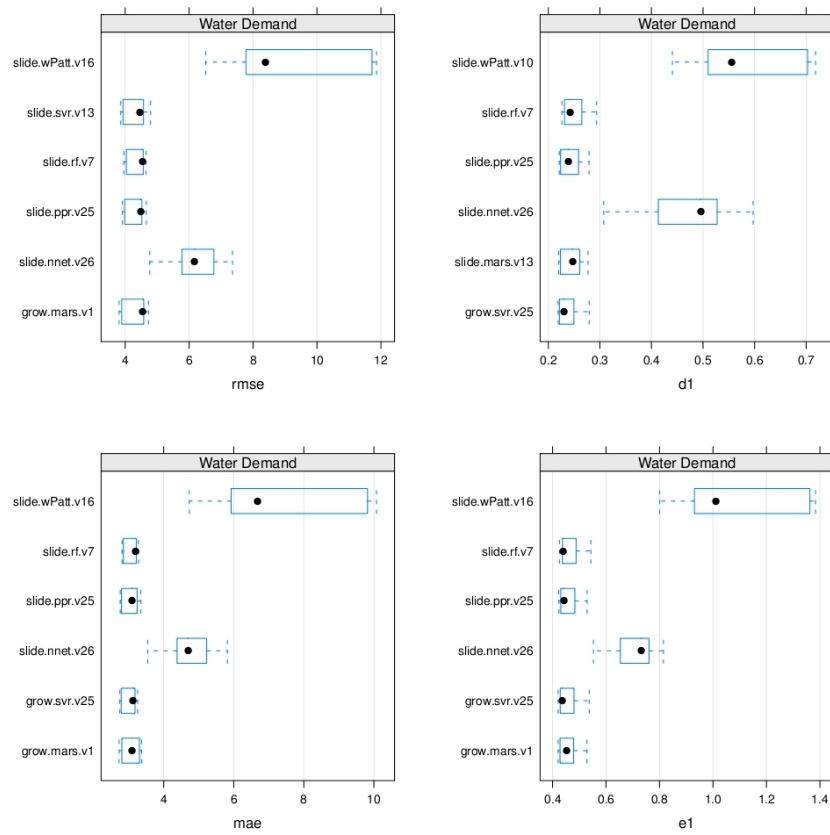 Water Demand
slide.wPatt.v16
slide.svr.v13
slide.rf.v7
slide.ppr.v25
slide.nnet.v26
grow.mars.v1
4 6 8 10 12
rmse
Water Demand
slide.wPatt.v10
slide.rf.v7
slide.ppr.v25
slide.nnet.v26
slide.mars.v13
grow.svr.v25
0.2 0.3 0.4 0.5 0.6 0.7
d1
Water Demand
slide.wPatt.v16
slide.rf.v7
slide.ppr.v25
slide.nnet.v26
grow.svr.v25
grow.mars.v1
4 6 8 10
mae
Water Demand
slide.wPatt.v16
slide.rf.v7
slide.ppr.v25
slide.nnet.v26
grow.svr.v25
grow.mars.v1
0.4 0.6 0.8 1.0 1.2 1.4
e1